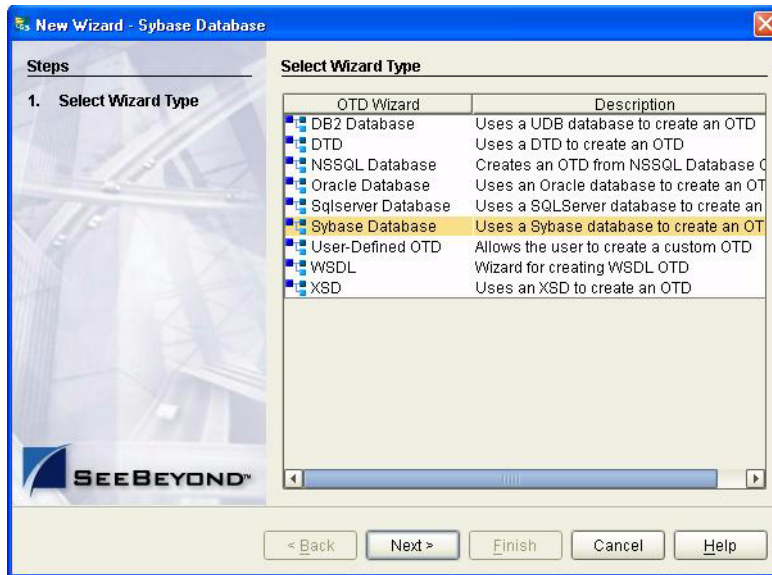 New Wizard - Sybase Database
Steps
1. Select Wizard Type
Select Wizard Type
OTD Wizard Description
DB2 Database Uses a UDB database to create an OTD
DTD Uses a DTD to create an OTD
NSSQL Database Creates an OTD from NSSQL Database
Oracle Database Uses an Oracle database to create an OT
Sqlserver Database Uses a SQLServer database to create an
Sybase Database Uses a Sybase database to create an OT
User-Defined OTD Allows the user to create a custom OTD
WSDL Wizard for creating WSDL OTD
XSD Uses an XSD to create an OTD
SEEBEYOND™
< Back Next > Finish Cancel Help